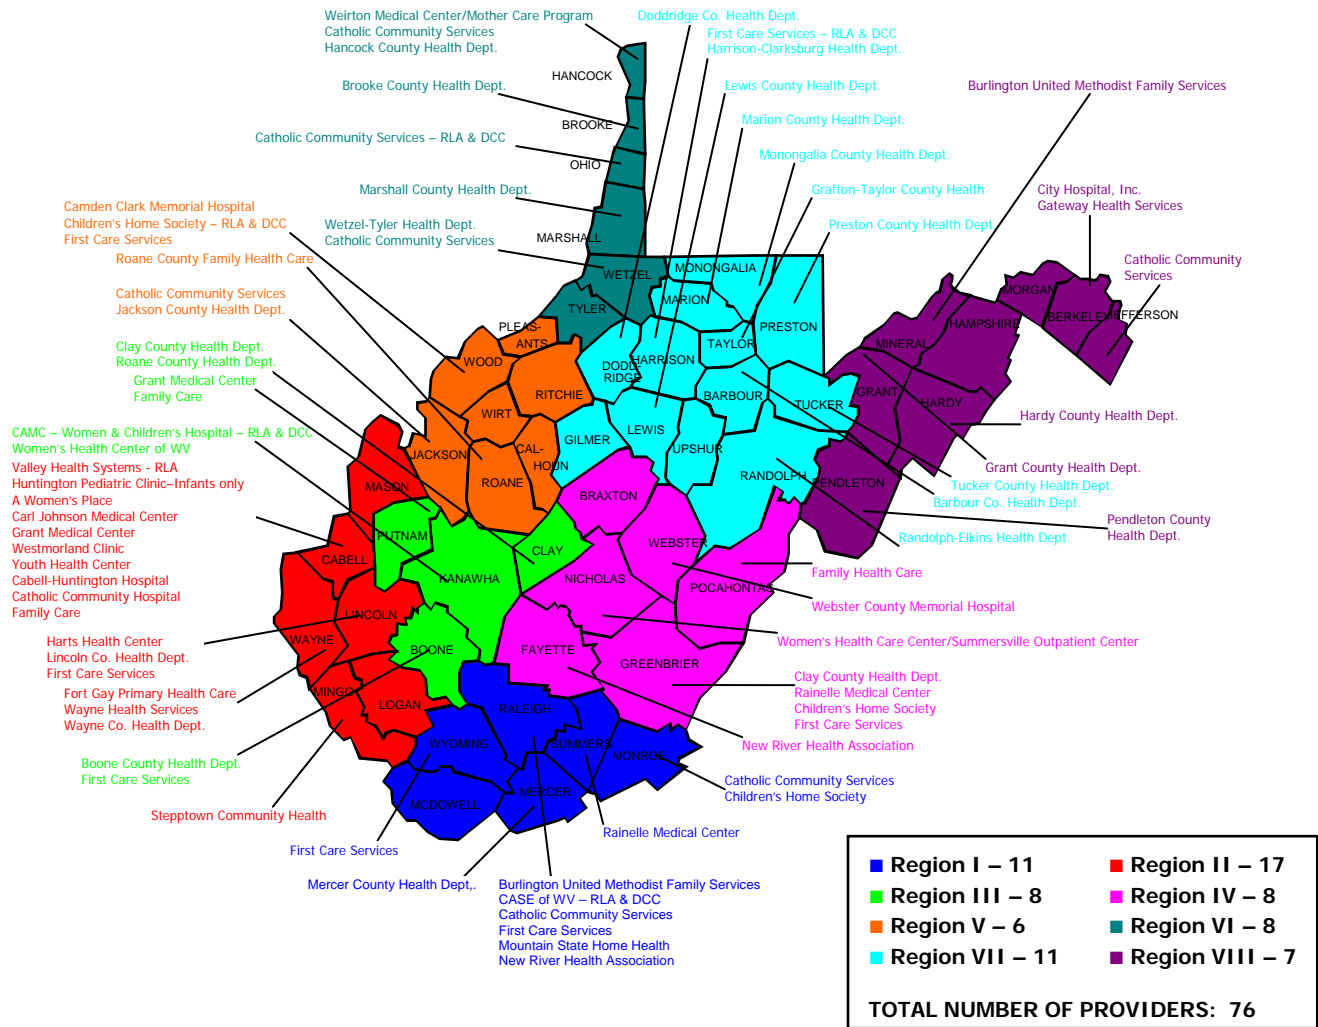 Weirton Medical Center/Mother Care Program
Catholic Community Services
Hancock County Health Dept.
Doddridge Co. Health Dept.
First Care Services – RLA & DCC
Harrison-Clarksburg Health Dept.
HANCOCK
Brooke County Health Dept.
Lewis County Health Dept.
Burlington United Methodist Family Services
BROOKE
Marion County Health Dept.
Catholic Community Services – RLA & DCC
OHIO
Monongalia County Health Dept.
Marshall County Health Dept.
Grafton-Taylor County Health
City Hospital, Inc.
Gateway Health Services
Camden Clark Memorial Hospital
Children's Home Society – RLA & DCC
First Care Services
Wetzel-Tyler Health Dept.
Catholic Community Services
Preston County Health Dept.
MARSHALL
Roane County Family Health Care
Catholic Community
Services
WETZEL
MONONGALIA
Catholic Community Services
Jackson County Health Dept.
TYLER
MARION
MORGAN
BERKELEY
JEFFERSON
HAMPSHIRE
PLEAS-
ANTS
PRESTON
TAYLOR
MINERAL
Clay County Health Dept.
Roane County Health Dept.
WOOD
HARRISON
DODD-
RIDGE
Grant Medical Center
Family Care
RITCHIE
BARBOUR
TUCKER
GRANT
HARDY
WIRT
Hardy County Health Dept.
CAMC – Women & Children's Hospital – RLA & DCC
Women's Health Center of WV
GILMER
LEWIS
UPSHUR
JACKSON
CAL-
HOUN
Valley Health Systems - RLA
Huntington Pediatric Clinic–Infants only
A Women's Place
Carl Johnson Medical Center
Grant Medical Center
Westmorland Clinic
Youth Health Center
Cabell-Huntington Hospital
Catholic Community Hospital
Family Care
MASON
ROANE
BRAXTON
RANDOLPH
PENDLETON
Grant County Health Dept.
Tucker County Health Dept.
Barbour Co. Health Dept.
Pendleton County
Health Dept.
PUTNAM
CLAY
WEBSTER
Randolph-Elkins Health Dept.
CABELL
KANAWHA
NICHOLAS
POCAHONTAS
Family Health Care
Webster County Memorial Hospital
LINCOLN
WAYNE
BOONE
FAYETTE
GREENBRIER
Women's Health Care Center/Summersville Outpatient Center
Harts Health Center
Lincoln Co. Health Dept.
First Care Services
Clay County Health Dept.
Rainelle Medical Center
Children's Home Society
First Care Services
Fort Gay Primary Health Care
Wayne Health Services
Wayne Co. Health Dept.
MINGO
LOGAN
RALEIGH
New River Health Association
WYOMING
SUMMERS
MONROE
Boone County Health Dept.
First Care Services
Catholic Community Services
Children's Home Society
MCDOWELL
MERCER
Stepptown Community Health
Rainelle Medical Center
First Care Services
Mercer County Health Dept,.
Burlington United Methodist Family Services
CASE of WV – RLA & DCC
Catholic Community Services
First Care Services
Mountain State Home Health
New River Health Association
Region I – 11
Region II – 17
Region III – 8
Region IV – 8
Region V – 6
Region VI – 8
Region VII – 11
Region VIII – 7
TOTAL NUMBER OF PROVIDERS: 76